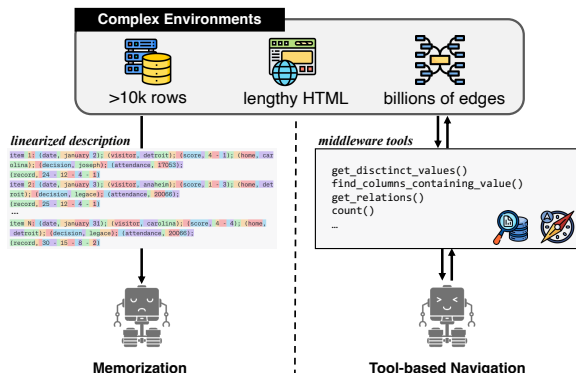 Complex Environments
>10k rows
lengthy HTML
billions of edges
linearized description
item 1: (date, january 2); (visitor, detroit); (score, 4 - 1); (home, car
olina); (decision, joseph); (attendance, 17053);
(record, 24 - 12 - 4 - 1)
item 2: (date, january 3); (visitor, anaheim); (score, 1 - 3); (home, det
roit); (decision, legace); (attendance, 20066);
(record, 25 - 12 - 4 - 1)
...
item N: (date, january 31); (visitor, carolina); (score, 4 - 4); (home,
detroit); (decision, legace); (attendance, 20066);
(record, 30 - 15 - 8 - 2)
Memorization
middleware tools
get_disctinct_values()
find_columns_containing_value()
get_relations()
count()
…
Tool-based Navigation